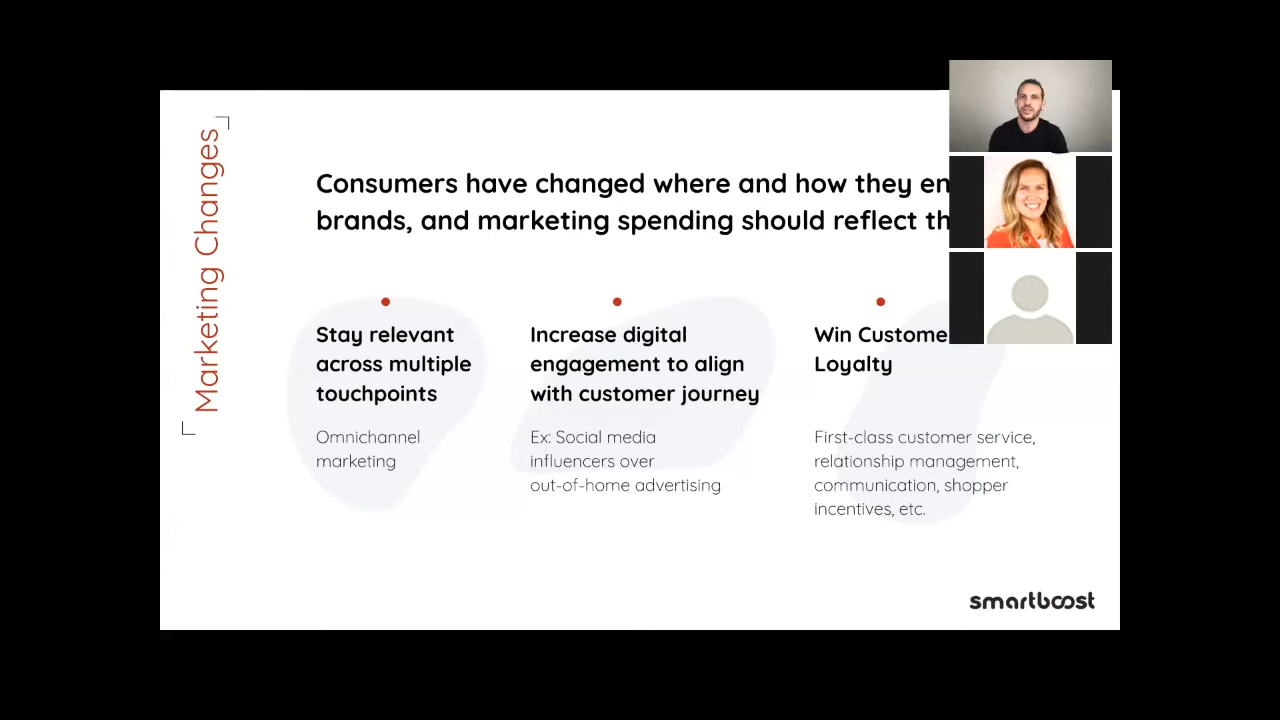 Marketing Changes
Consumers have changed where and how they en
brands, and marketing spending should reflect th
Stay relevant
across multiple
touchpoints
Omnichannel
marketing
Increase digital
engagement to align
with customer journey
Ex: Social media
influencers over
out-of-home advertising
Win Custome
Loyalty
First-class customer service,
relationship management,
communication, shopper
incentives, etc.
smartboost